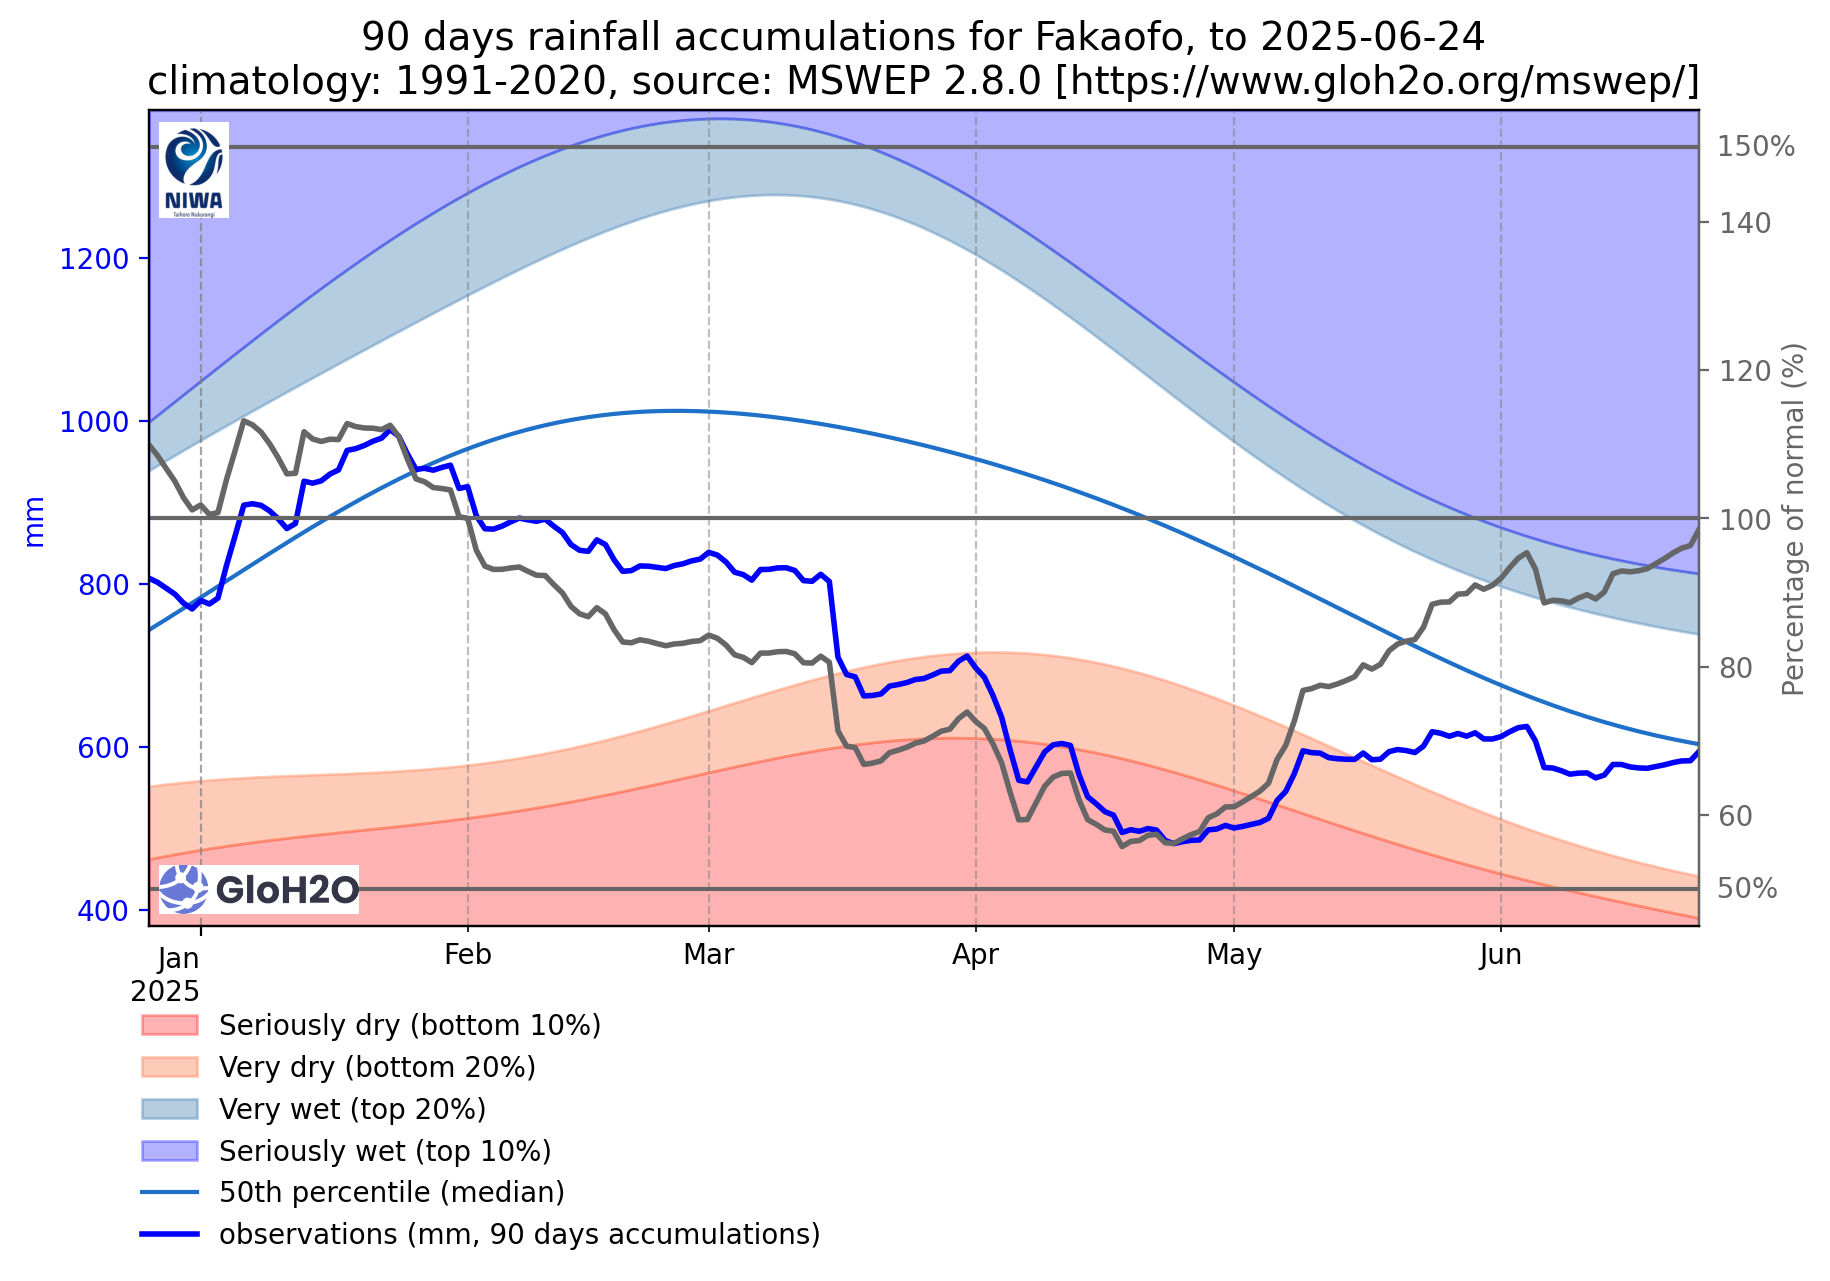 90 days rainfall accumulations for Fakaofo, to 2025-06-24
climatology: 1991-2020, source: MSWEP 2.8.0 [https://www.gloh2o.org/mswep/]
NIWA
Taihoro Nukurangi
150%
140
1200
120
1000
100
800
80
600
60
50%
400
mm
Percentage of normal (%)
GloH2O
Jan
2025
Feb
Mar
Apr
May
Jun
Seriously dry (bottom 10%)
Very dry (bottom 20%)
Very wet (top 20%)
Seriously wet (top 10%)
50th percentile (median)
observations (mm, 90 days accumulations)